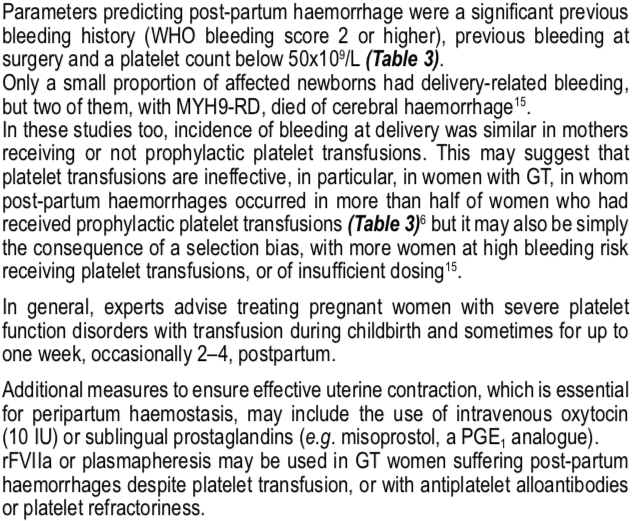 Parameters predicting post-partum haemorrhage were a significant previous
bleeding history (WHO bleeding score 2 or higher), previous bleeding at
surgery and a platelet count below 50x10⁹/L (Table 3).
Only a small proportion of affected newborns had delivery-related bleeding,
but two of them, with MYH9-RD, died of cerebral haemorrhage¹⁵.
In these studies too, incidence of bleeding at delivery was similar in mothers
receiving or not prophylactic platelet transfusions. This may suggest that
platelet transfusions are ineffective, in particular, in women with GT, in whom
post-partum haemorrhages occurred in more than half of women who had
received prophylactic platelet transfusions (Table 3)⁶ but it may also be simply
the consequence of a selection bias, with more women at high bleeding risk
receiving platelet transfusions, or of insufficient dosing¹⁵.
In general, experts advise treating pregnant women with severe platelet
function disorders with transfusion during childbirth and sometimes for up to
one week, occasionally 2–4, postpartum.
Additional measures to ensure effective uterine contraction, which is essential
for peripartum haemostasis, may include the use of intravenous oxytocin
(10 IU) or sublingual prostaglandins (e.g. misoprostol, a PGE₁ analogue).
rFVIIa or plasmapheresis may be used in GT women suffering post-partum
haemorrhages despite platelet transfusion, or with antiplatelet alloantibodies
or platelet refractoriness.